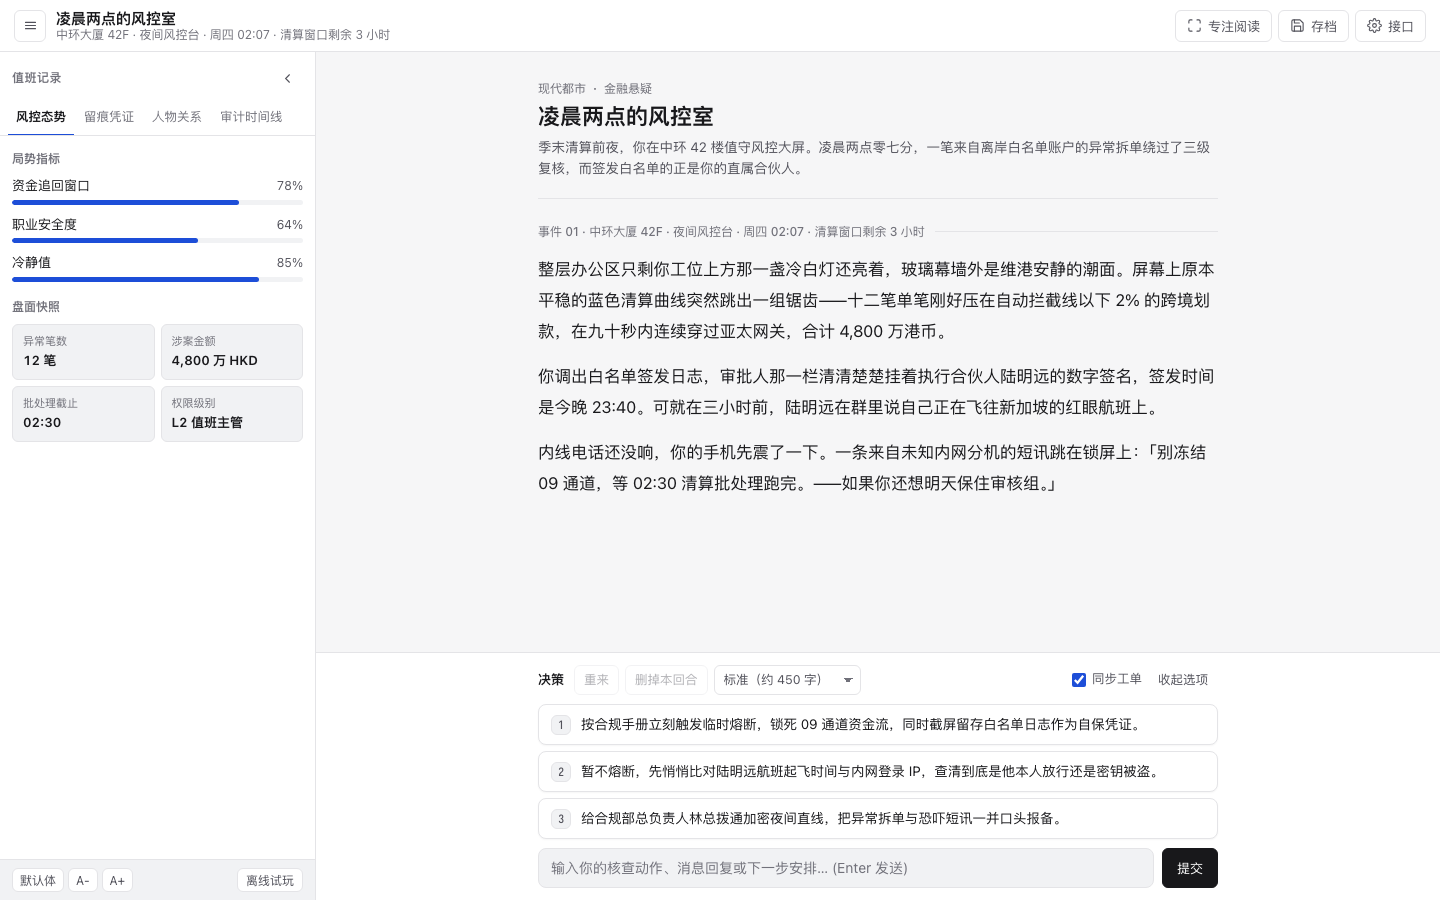 凌晨两点的风控室
中环大厦 42F · 夜间风控台 · 周四 02:07 · 清算窗口剩余 3 小时
专注阅读
存档
接口
值班记录
风控态势
留痕凭证
人物关系
审计时间线
局势指标
资金追回窗口 78%
职业安全度 64%
冷静值 85%
盘面快照
异常笔数
12 笔
涉案金额
4,800 万 HKD
批处理截止
02:30
权限级别
L2 值班主管
默认体
A-
A+
离线试玩
现代都市 · 金融悬疑
凌晨两点的风控室
季末清算前夜，你在中环 42 楼值守风控大屏。凌晨两点零七分，一笔来自离岸白名单账户的异常拆单绕过了三级
复核，而签发白名单的正是你的直属合伙人。
事件 01 · 中环大厦 42F · 夜间风控台 · 周四 02:07 · 清算窗口剩余 3 小时
整层办公区只剩你工位上方那一盏冷白灯还亮着，玻璃幕墙外是维港安静的潮面。屏幕上原本
平稳的蓝色清算曲线突然跳出一组锯齿——十二笔单笔刚好压在自动拦截线以下 2% 的跨境划
款，在九十秒内连续穿过亚太网关，合计 4,800 万港币。
你调出白名单签发日志，审批人那一栏清清楚楚挂着执行合伙人陆明远的数字签名，签发时间
是今晚 23:40。可就在三小时前，陆明远在群里说自己正在飞往新加坡的红眼航班上。
内线电话还没响，你的手机先震了一下。一条来自未知内网分机的短讯跳在锁屏上：「别冻结
09 通道，等 02:30 清算批处理跑完。——如果你还想明天保住审核组。」
决策
重来
删掉本回合
标准（约 450 字）
同步工单
收起选项
1 按合规手册立刻触发临时熔断，锁死 09 通道资金流，同时截屏留存白名单日志作为自保凭证。
2 暂不熔断，先悄悄比对陆明远航班起飞时间与内网登录 IP，查清到底是他本人放行还是密钥被盗。
3 给合规部总负责人林总拨通加密夜间直线，把异常拆单与恐吓短讯一并口头报备。
输入你的核查动作、消息回复或下一步安排... (Enter 发送)
提交